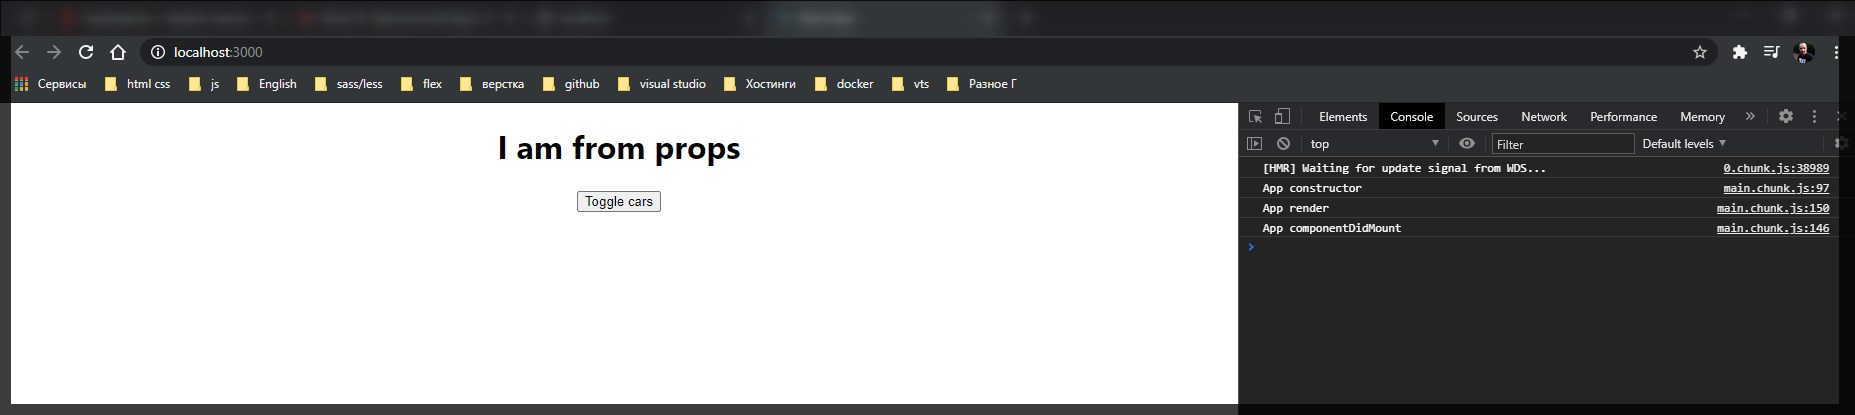 localhost:3000
Сервисы html css js English sass/less flex верстка github visual studio Хостинги docker vts Разное Г
I am from props
Toggle cars
Elements Console Sources Network Performance Memory »
top Filter Default levels
[HMR] Waiting for update signal from WDS... 0.chunk.js:38989
App constructor main.chunk.js:97
App render main.chunk.js:150
App componentDidMount main.chunk.js:146